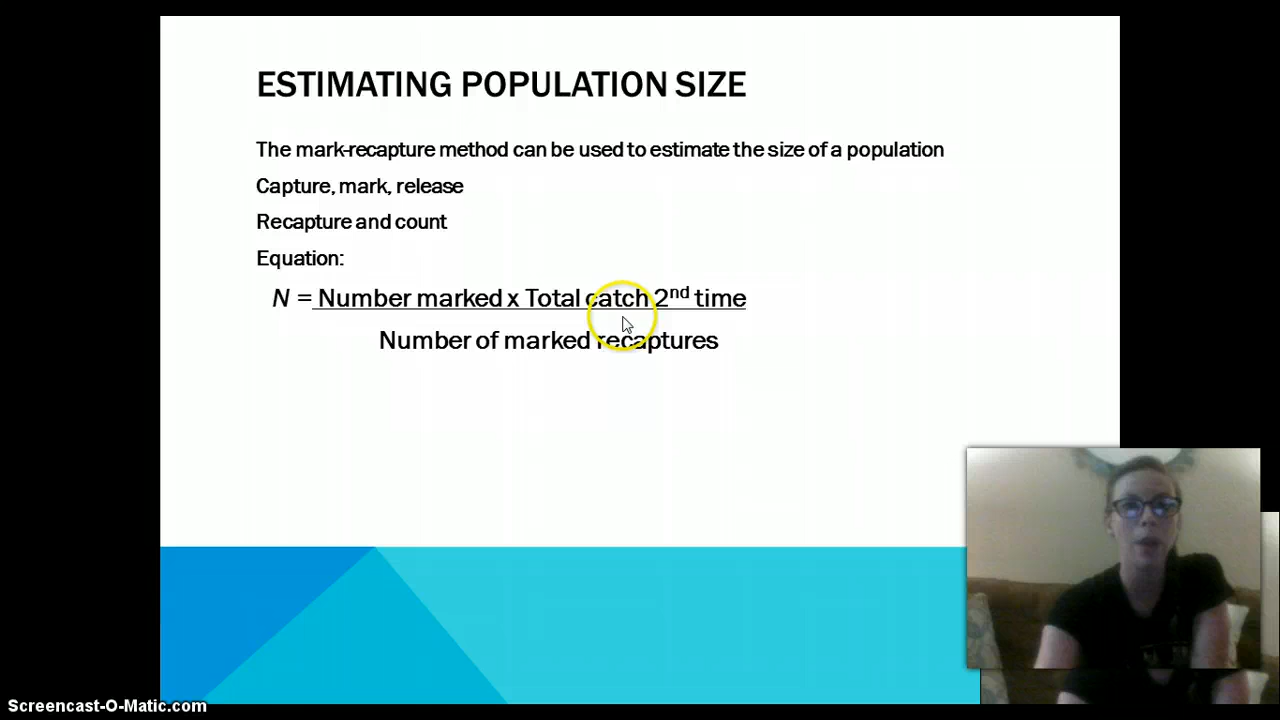 ESTIMATING POPULATION SIZE
The mark-recapture method can be used to estimate the size of a population
Capture, mark, release
Recapture and count
Equation:
N = Number marked x Total catch 2nd time
Number of marked recaptures
Screencast-O-Matic.com